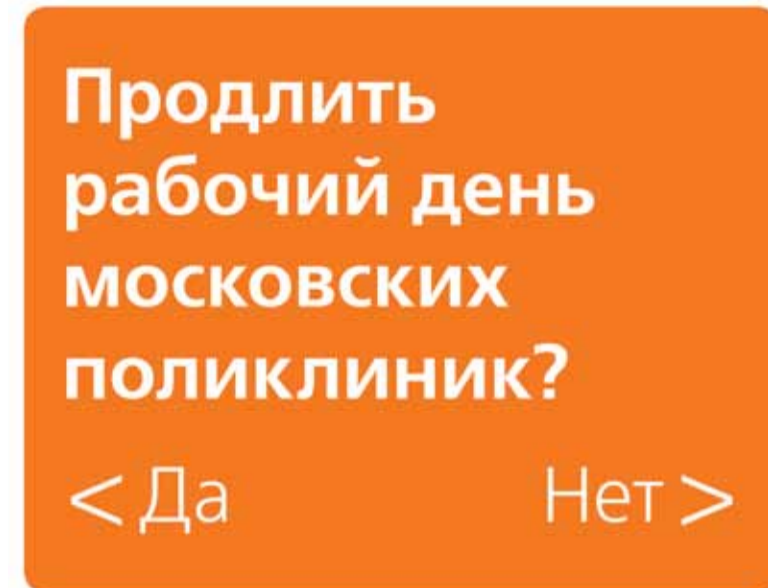 Продлить
рабочий день
московских
поликлиник?
< Да Нет >